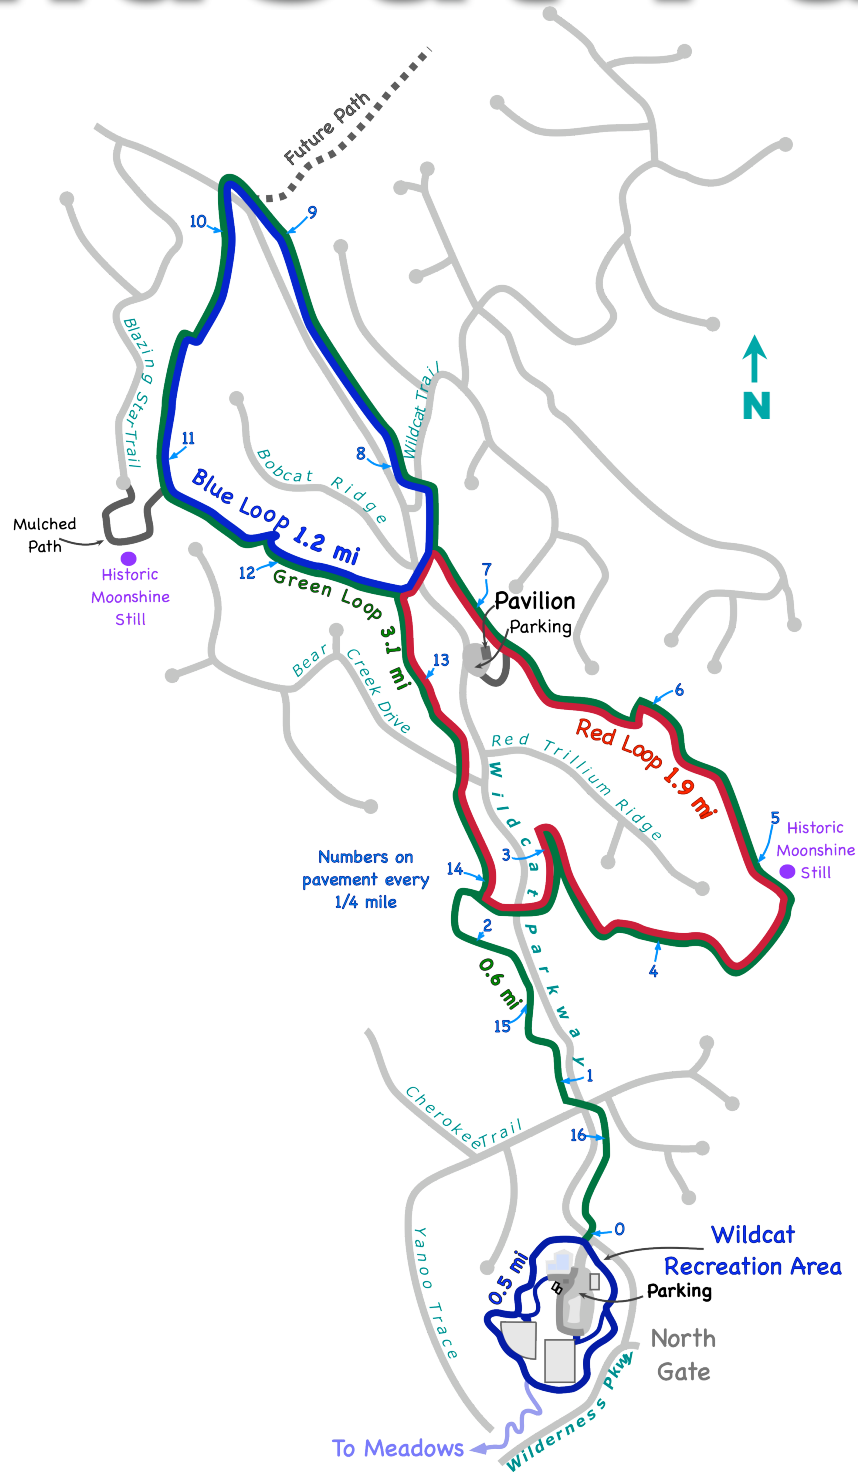 Future Path
9
10
Blazing Star Trail
Wildcat Trail
N
11
8
Bobcat Ridge
Blue Loop 1.2 mi
Mulched
Path
Historic
Moonshine
Still
12
Green Loop 3.1 mi
7
Pavilion
Parking
Bear Creek Drive
13
6
Red Loop 1.9 mi
Red Trillium Ridge
Wildcat Parkway
5
Historic
Moonshine
Still
Numbers on
pavement every
1/4 mile
14
3
2
4
0.6 mi
15
1
Cherokee Trail
16
0
Wildcat
Recreation Area
Parking
0.5 mi
Yanoo Trace
North
Gate
Wilderness Pkwy
To Meadows